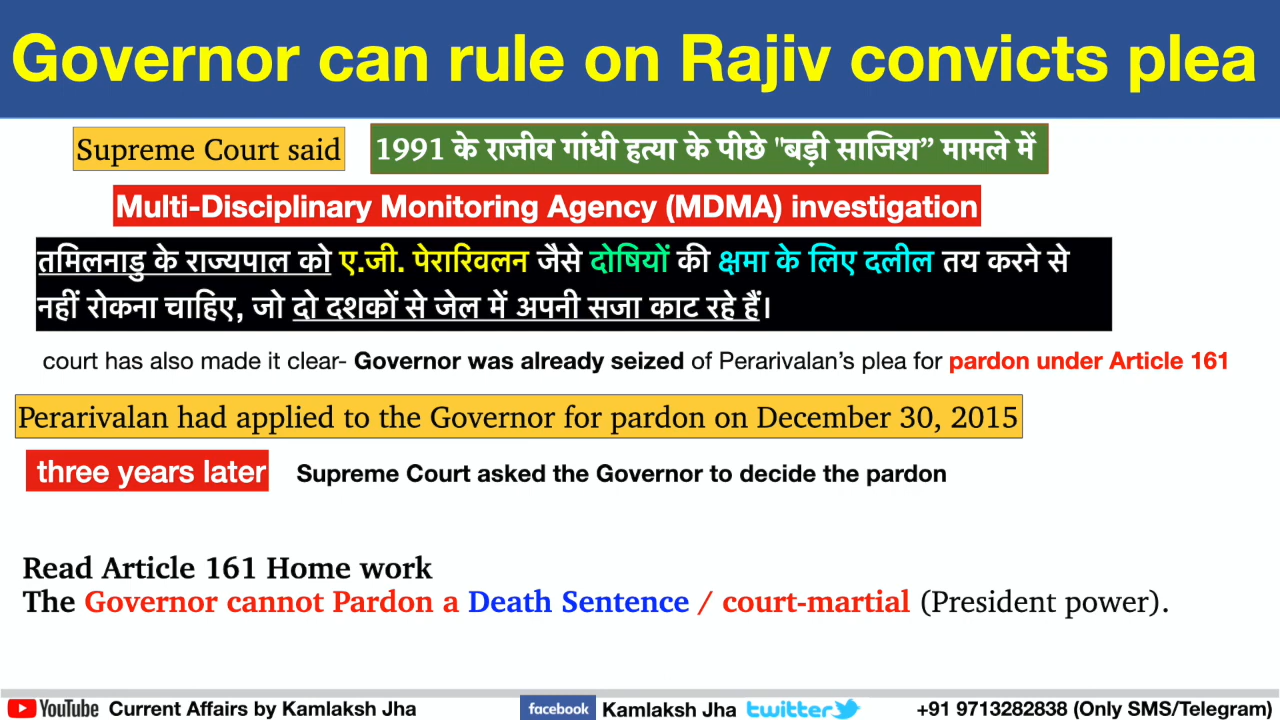 Governor can rule on Rajiv convicts plea
Supreme Court said 1991 के राजीव गांधी हत्या के पीछे "बड़ी साजिश” मामले में
Multi-Disciplinary Monitoring Agency (MDMA) investigation
तमिलनाडु के राज्यपाल को ए.जी. पेरारिवलन जैसे दोषियों की क्षमा के लिए दलील तय करने से
नहीं रोकना चाहिए, जो दो दशकों से जेल में अपनी सजा काट रहे हैं।
court has also made it clear- Governor was already seized of Perarivalan’s plea for pardon under Article 161
Perarivalan had applied to the Governor for pardon on December 30, 2015
three years later Supreme Court asked the Governor to decide the pardon
Read Article 161 Home work
The Governor cannot Pardon a Death Sentence / court-martial (President power).
YouTube Current Affairs by Kamlaksh Jha facebook Kamlaksh Jha twitter +91 9713282838 (Only SMS/Telegram)